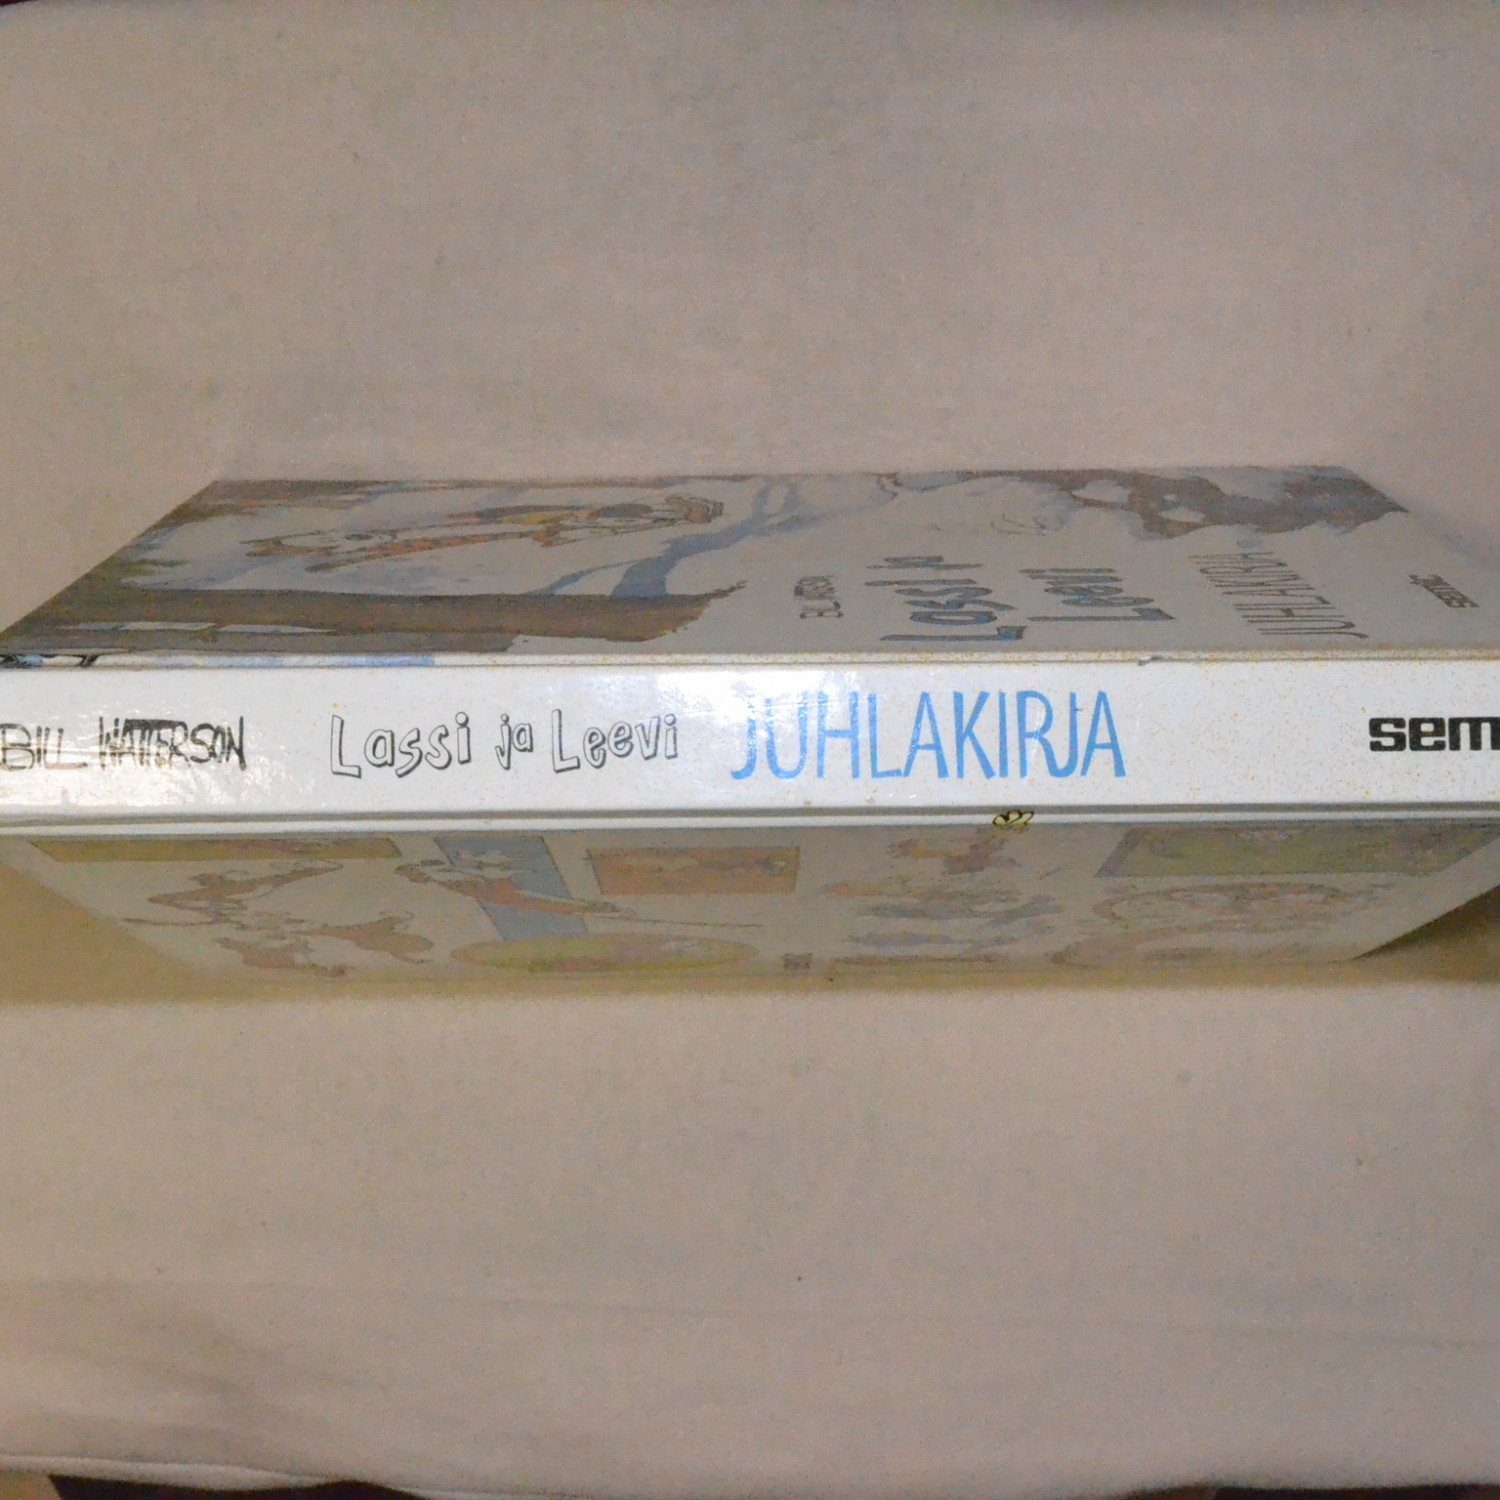 BILL WATTERSON Lassi ja Leevi JUHLAKIRJA sem
Lassi ja
Leevi
JUHLAKIRJA